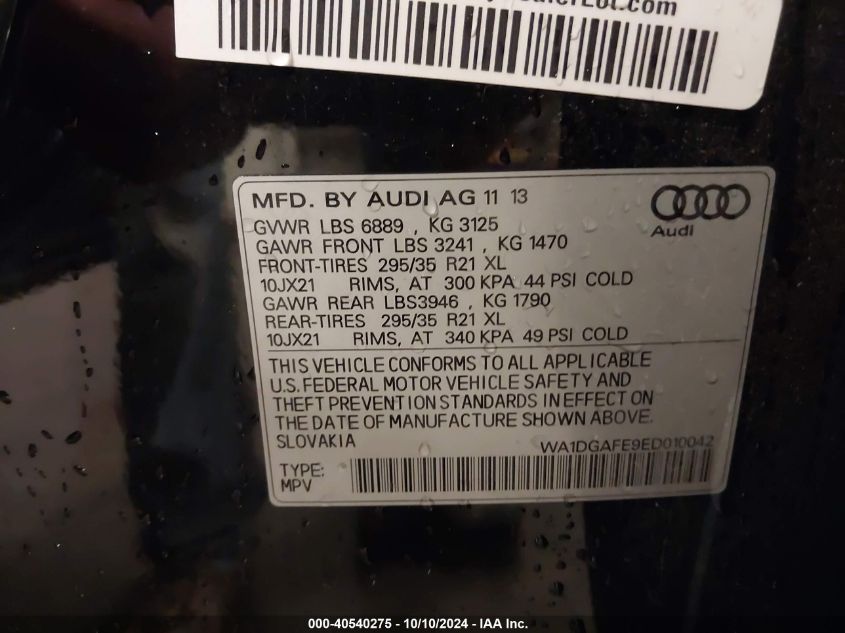 Lot.com
MFD. BY AUDI AG 11 13
Audi
GVWR LBS 6889 , KG 3125
GAWR FRONT LBS 3241 , KG 1470
FRONT-TIRES 295/35 R21 XL
10JX21 RIMS, AT 300 KPA 44 PSI COLD
GAWR REAR LBS3946 , KG 1790
REAR-TIRES 295/35 R21 XL
10JX21 RIMS, AT 340 KPA 49 PSI COLD
THIS VEHICLE CONFORMS TO ALL APPLICABLE
U.S. FEDERAL MOTOR VEHICLE SAFETY AND
THEFT PREVENTION STANDARDS IN EFFECT ON
THE DATE OF MANUFACTURE SHOWN ABOVE.
SLOVAKIA
WA1DGAFE9ED010042
TYPE:
MPV
000-40540275 - 10/10/2024 - IAA Inc.